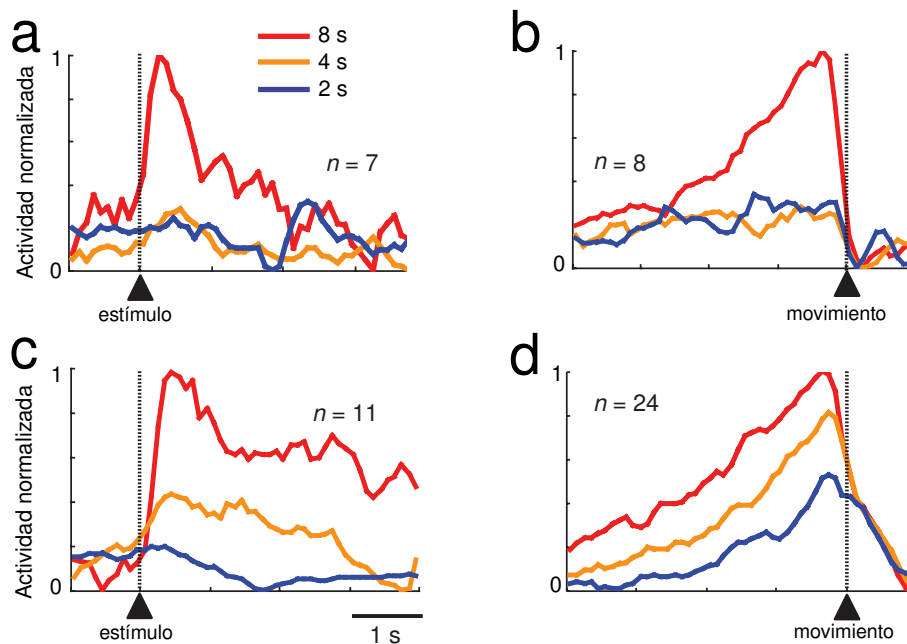 a
8 s
4 s
2 s
n = 7
Actividad normalizada
1
0
estímulo
b
n = 8
1
0
movimiento
c
n = 11
Actividad normalizada
1
0
estímulo
1 s
d
n = 24
1
0
movimiento